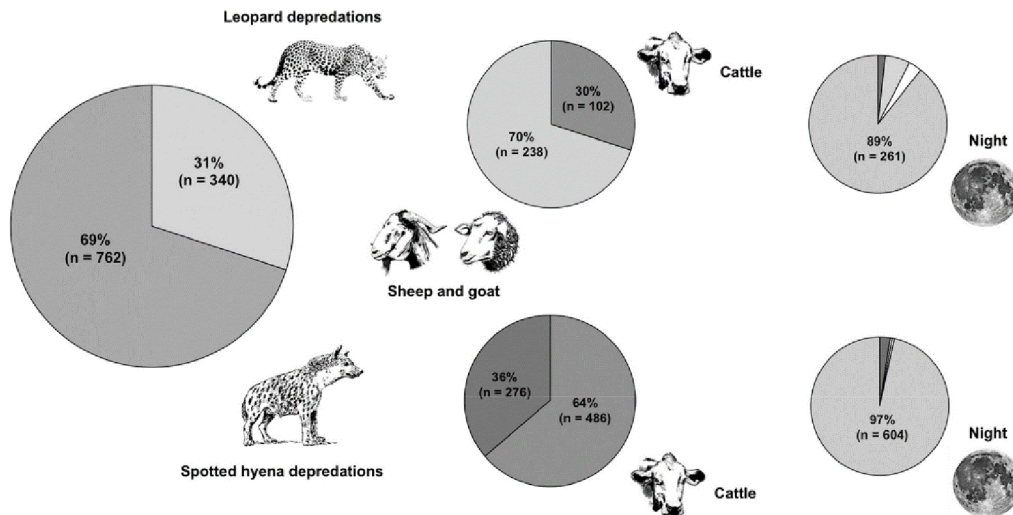 Leopard depredations
31%
(n = 340)
69%
(n = 762)
Spotted hyena depredations
Cattle
30%
(n = 102)
70%
(n = 238)
Sheep and goat
36%
(n = 276)
64%
(n = 486)
Cattle
89%
(n = 261)
Night
97%
(n = 604)
Night